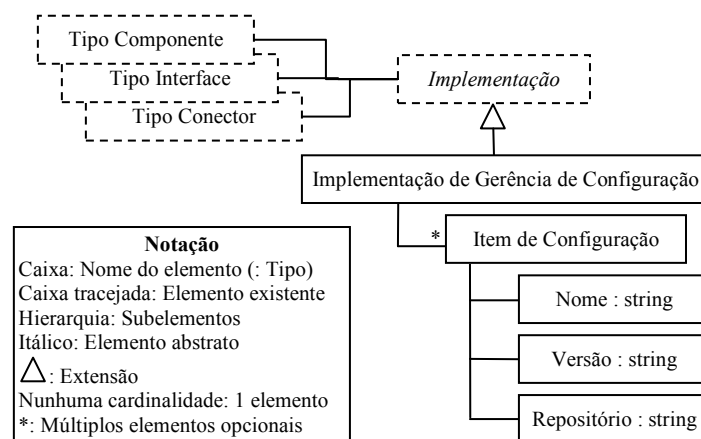 Tipo Componente
Tipo Interface
Tipo Conector
Implementação
Implementação de Gerência de Configuração
* Item de Configuração
Nome : string
Versão : string
Repositório : string
Notação
Caixa: Nome do elemento (: Tipo)
Caixa tracejada: Elemento existente
Hierarquia: Subelementos
Itálico: Elemento abstrato
: Extensão
Nunhuma cardinalidade: 1 elemento
*: Múltiplos elementos opcionais